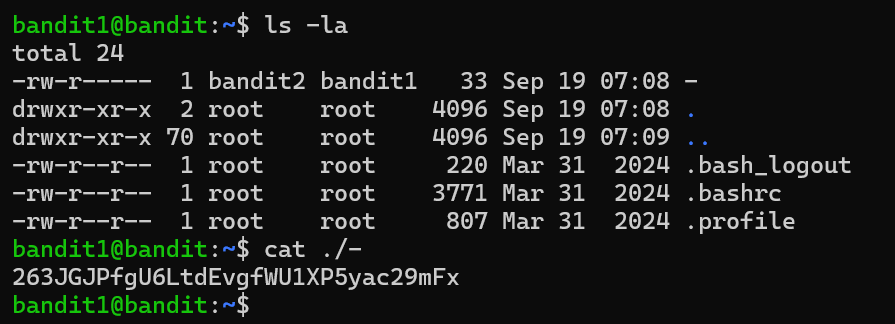 bandit1@bandit:~$ ls -la
total 24
-rw-r-----  1 bandit2 bandit1   33 Sep 19 07:08 -
drwxr-xr-x  2 root    root    4096 Sep 19 07:08 .
drwxr-xr-x 70 root    root    4096 Sep 19 07:09 ..
-rw-r--r--  1 root    root     220 Mar 31  2024 .bash_logout
-rw-r--r--  1 root    root    3771 Mar 31  2024 .bashrc
-rw-r--r--  1 root    root     807 Mar 31  2024 .profile
bandit1@bandit:~$ cat ./-
263JGJPfgU6LtdEvgfWU1XP5yac29mFx
bandit1@bandit:~$